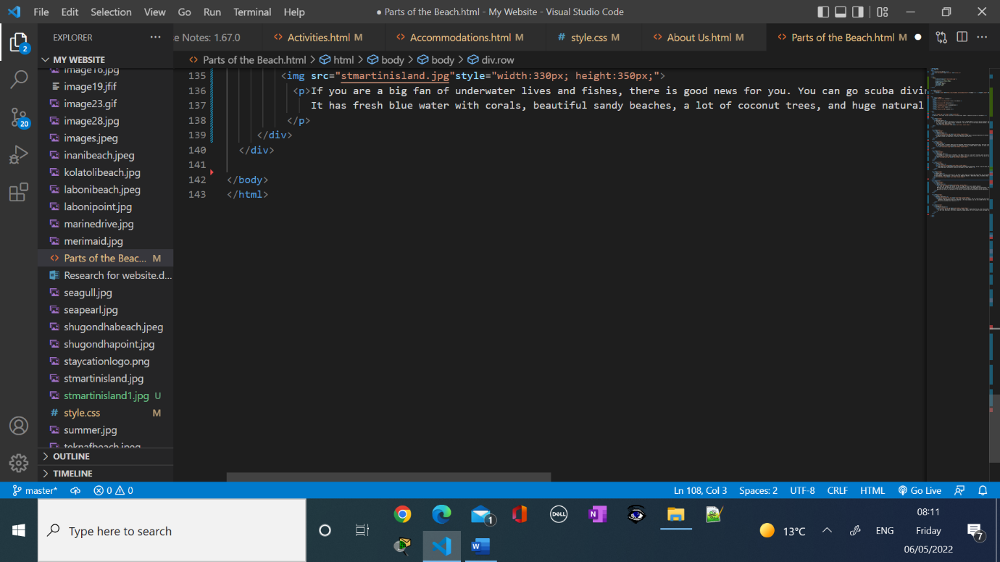 File Edit Selection View Go Run Terminal Help
● Parts of the Beach.html - My Website - Visual Studio Code
EXPLORER
e Notes: 1.67.0
Activities.html M
Accommodations.html M
# style.css M
About Us.html M
Parts of the Beach.html M ●
2
MY WEBSITE
Parts of the Beach.html > html > body > body > div.row
image16.jpg
image19.jfif
image23.gif
image28.jpg
images.jpeg
inanibeach.jpeg
kolatolibeach.jpg
labonibeach.jpeg
labonipoint.jpg
marinedrive.jpg
merimaid.jpg
Parts of the Beac... M
Research for website.d...
seagull.jpg
seapearl.jpg
shugondhabeach.jpeg
shugondhapoint.jpg
staycationlogo.png
stmartinisland.jpg
stmartinisland1.jpg U
# style.css M
summer.jpg
teknafbeach.jpeg
OUTLINE
TIMELINE
20
135 <img src="stmartinisland.jpg"style="width:330px; height:350px;">
136 <p>If you are a big fan of underwater lives and fishes, there is good news for you. You can go scuba divin
137 It has fresh blue water with corals, beautiful sandy beaches, a lot of coconut trees, and huge natural
138 </p>
139 </div>
140 </div>
141
142 </body>
143 </html>
master* 0 0
Ln 108, Col 3 Spaces: 2 UTF-8 CRLF HTML Go Live
Type here to search
1
DELL
N
W
13°C
ENG
08:11
Friday
06/05/2022
7